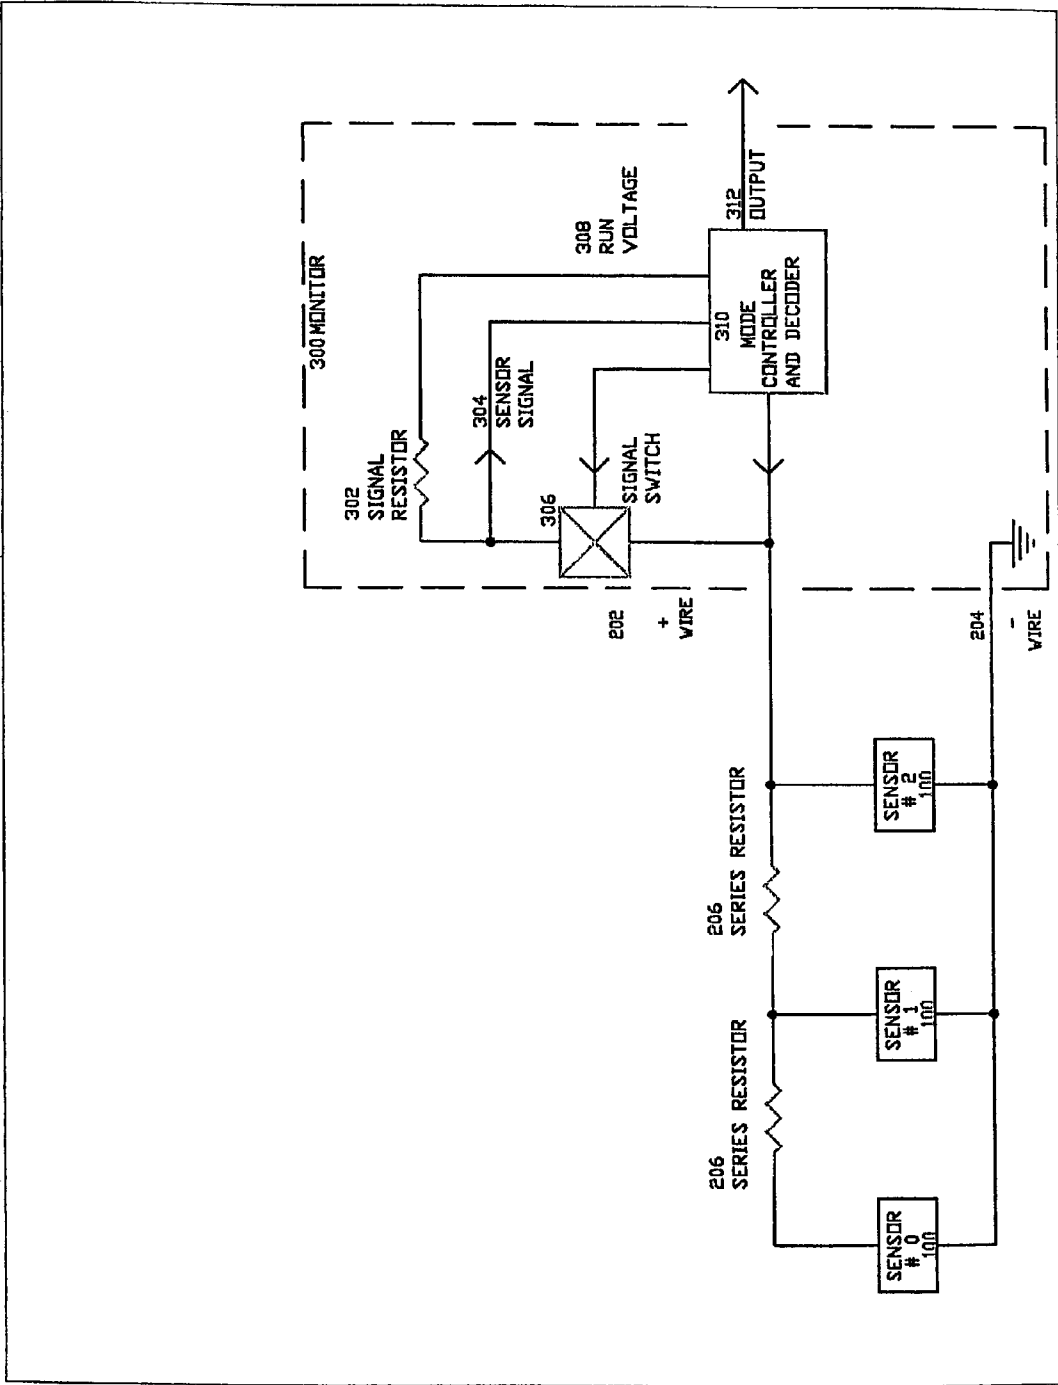 300 MONITOR
302
SIGNAL
RESISTOR
304
SENSOR
SIGNAL
308
RUN
VOLTAGE
306
SIGNAL
SWITCH
310
MODE
CONTROLLER
AND DECODER
312
OUTPUT
202
+
WIRE
204
-
WIRE
206
SERIES RESISTOR
206
SERIES RESISTOR
SENSOR
# 0
100
SENSOR
# 1
100
SENSOR
# 2
100